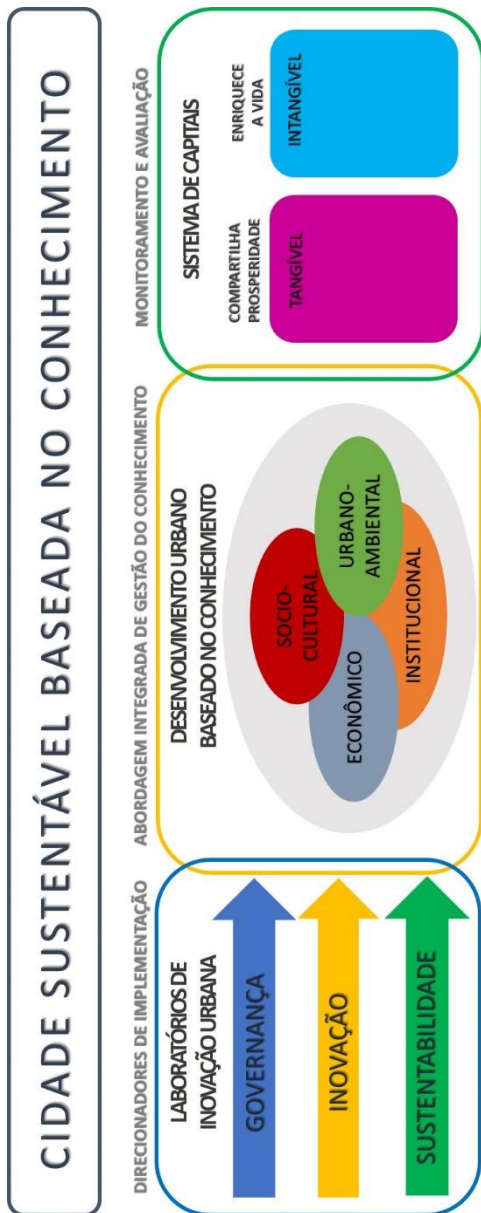 CIDADE SUSTENTÁVEL BASEADA NO CONHECIMENTO
DIRECIONADORES DE IMPLEMENTAÇÃO
LABORATÓRIOS DE
INOVAÇÃO URBANA
GOVERNANÇA
INOVAÇÃO
SUSTENTABILIDADE
ABORDAGEM INTEGRADA DE GESTÃO DO CONHECIMENTO
DESENVOLVIMENTO URBANO
BASEADO NO CONHECIMENTO
SOCIO-
CULTURAL
ECONÔMICO
URBANO-
AMBIENTAL
INSTITUCIONAL
MONITORAMENTO E AVALIAÇÃO
SISTEMA DE CAPITAIS
COMPARTILHA
PROSPERIDADE
TANGÍVEL
ENRIQUECE
A VIDA
INTANGÍVEL